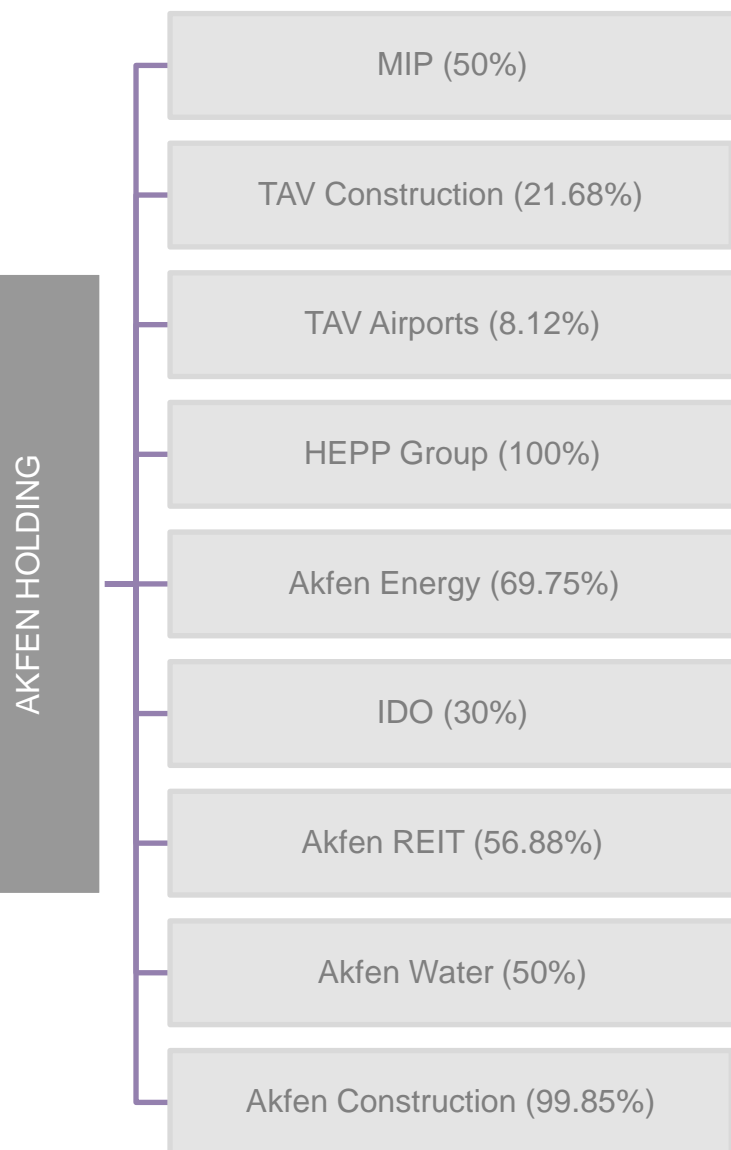 AKFEN HOLDING
MIP (50%)
TAV Construction (21.68%)
TAV Airports (8.12%)
HEPP Group (100%)
Akfen Energy (69.75%)
IDO (30%)
Akfen REIT (56.88%)
Akfen Water (50%)
Akfen Construction (99.85%)